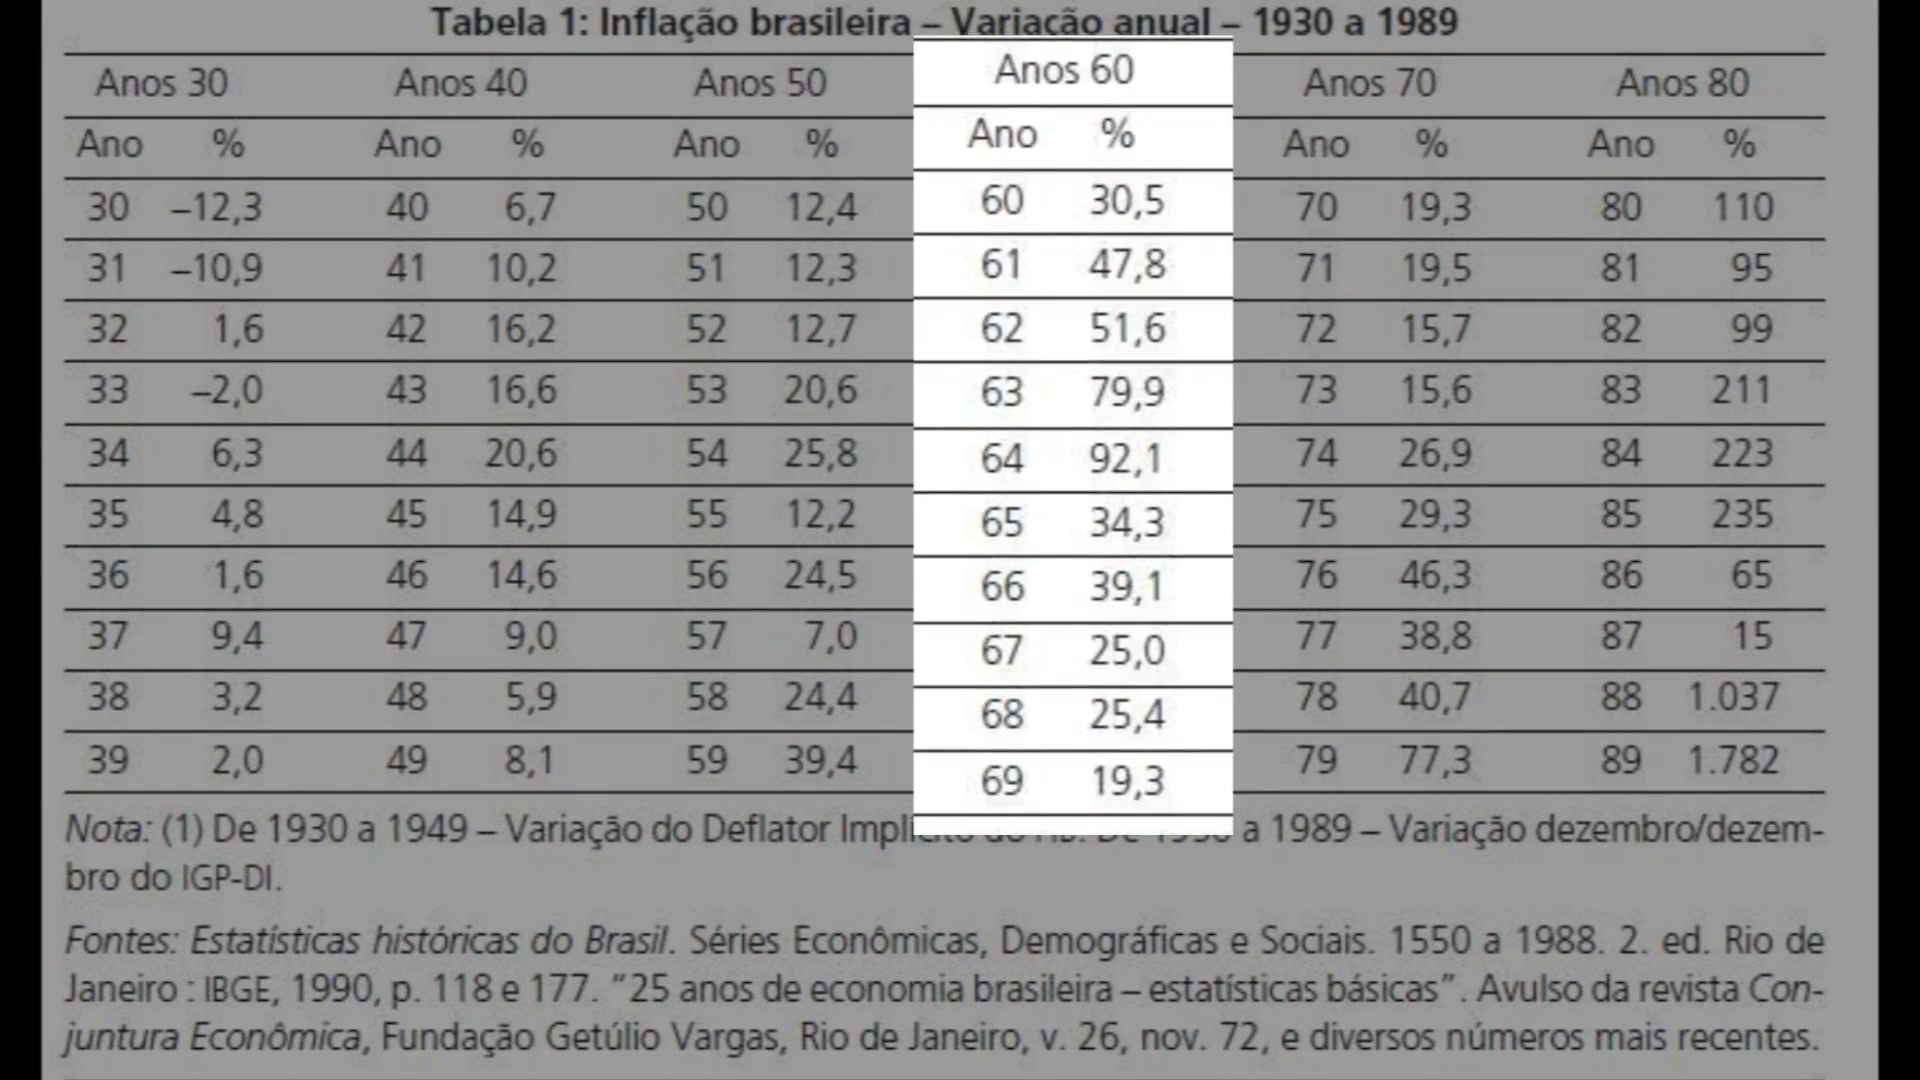 Tabela 1: Inflação brasileira – Variação anual – 1930 a 1989
Anos 30 Anos 40 Anos 50 Anos 60 Anos 70 Anos 80
Ano % Ano % Ano % Ano % Ano % Ano %
30 –12,3 40 6,7 50 12,4 60 30,5 70 19,3 80 110
31 –10,9 41 10,2 51 12,3 61 47,8 71 19,5 81 95
32 1,6 42 16,2 52 12,7 62 51,6 72 15,7 82 99
33 –2,0 43 16,6 53 20,6 63 79,9 73 15,6 83 211
34 6,3 44 20,6 54 25,8 64 92,1 74 26,9 84 223
35 4,8 45 14,9 55 12,2 65 34,3 75 29,3 85 235
36 1,6 46 14,6 56 24,5 66 39,1 76 46,3 86 65
37 9,4 47 9,0 57 7,0 67 25,0 77 38,8 87 15
38 3,2 48 5,9 58 24,4 68 25,4 78 40,7 88 1.037
39 2,0 49 8,1 59 39,4 69 19,3 79 77,3 89 1.782
Nota: (1) De 1930 a 1949 – Variação do Deflator Implícito a 1989 – Variação dezembro/dezem-
bro do IGP-DI.
Fontes: Estatísticas históricas do Brasil. Séries Econômicas, Demográficas e Sociais. 1550 a 1988. 2. ed. Rio de
Janeiro : IBGE, 1990, p. 118 e 177. “25 anos de economia brasileira – estatísticas básicas”. Avulso da revista Con-
juntura Econômica, Fundação Getúlio Vargas, Rio de Janeiro, v. 26, nov. 72, e diversos números mais recentes.